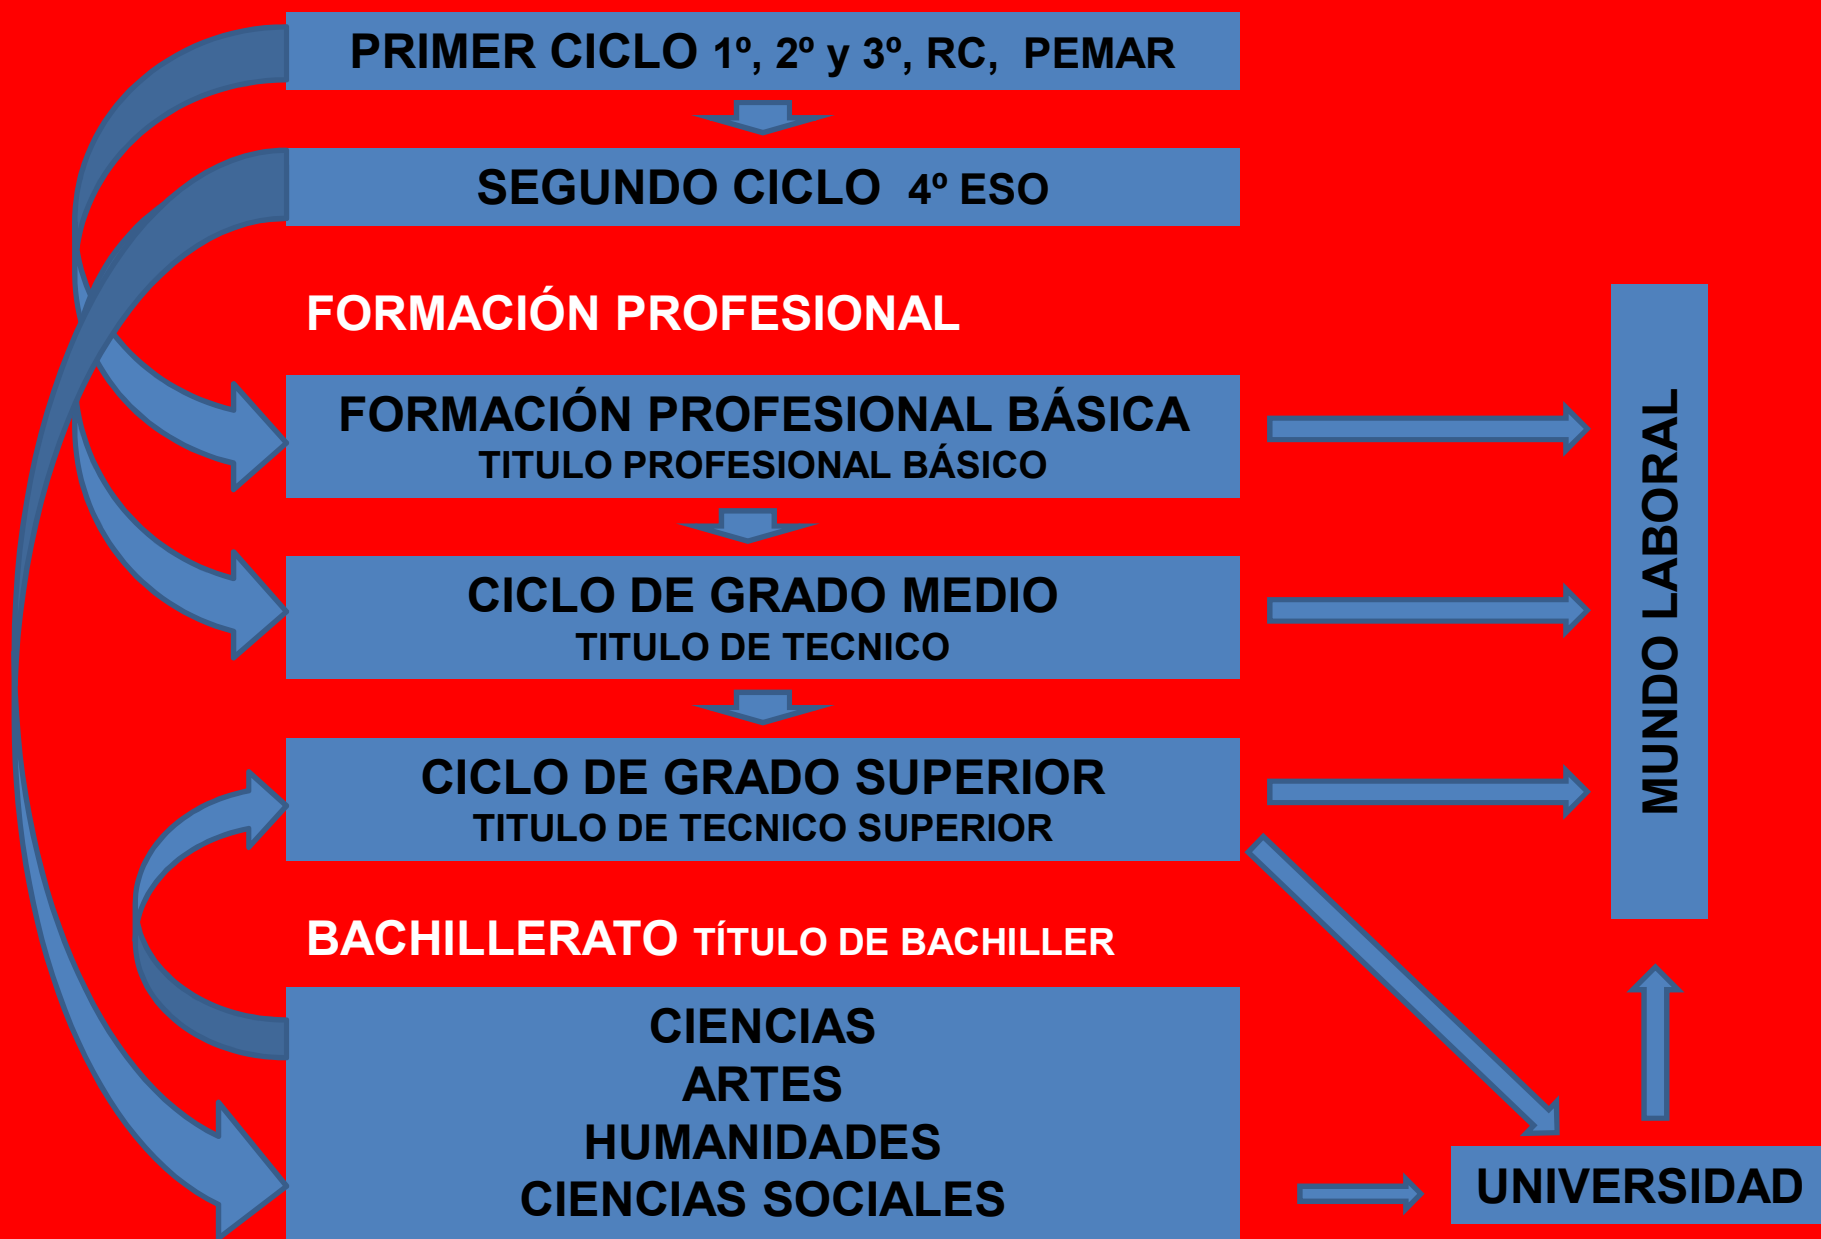 PRIMER CICLO 1º, 2º y 3º, RC, PEMAR
SEGUNDO CICLO 4º ESO
FORMACIÓN PROFESIONAL
FORMACIÓN PROFESIONAL BÁSICA
TITULO PROFESIONAL BÁSICO
CICLO DE GRADO MEDIO
TITULO DE TECNICO
CICLO DE GRADO SUPERIOR
TITULO DE TECNICO SUPERIOR
BACHILLERATO TÍTULO DE BACHILLER
CIENCIAS
ARTES
HUMANIDADES
CIENCIAS SOCIALES
MUNDO LABORAL
UNIVERSIDAD